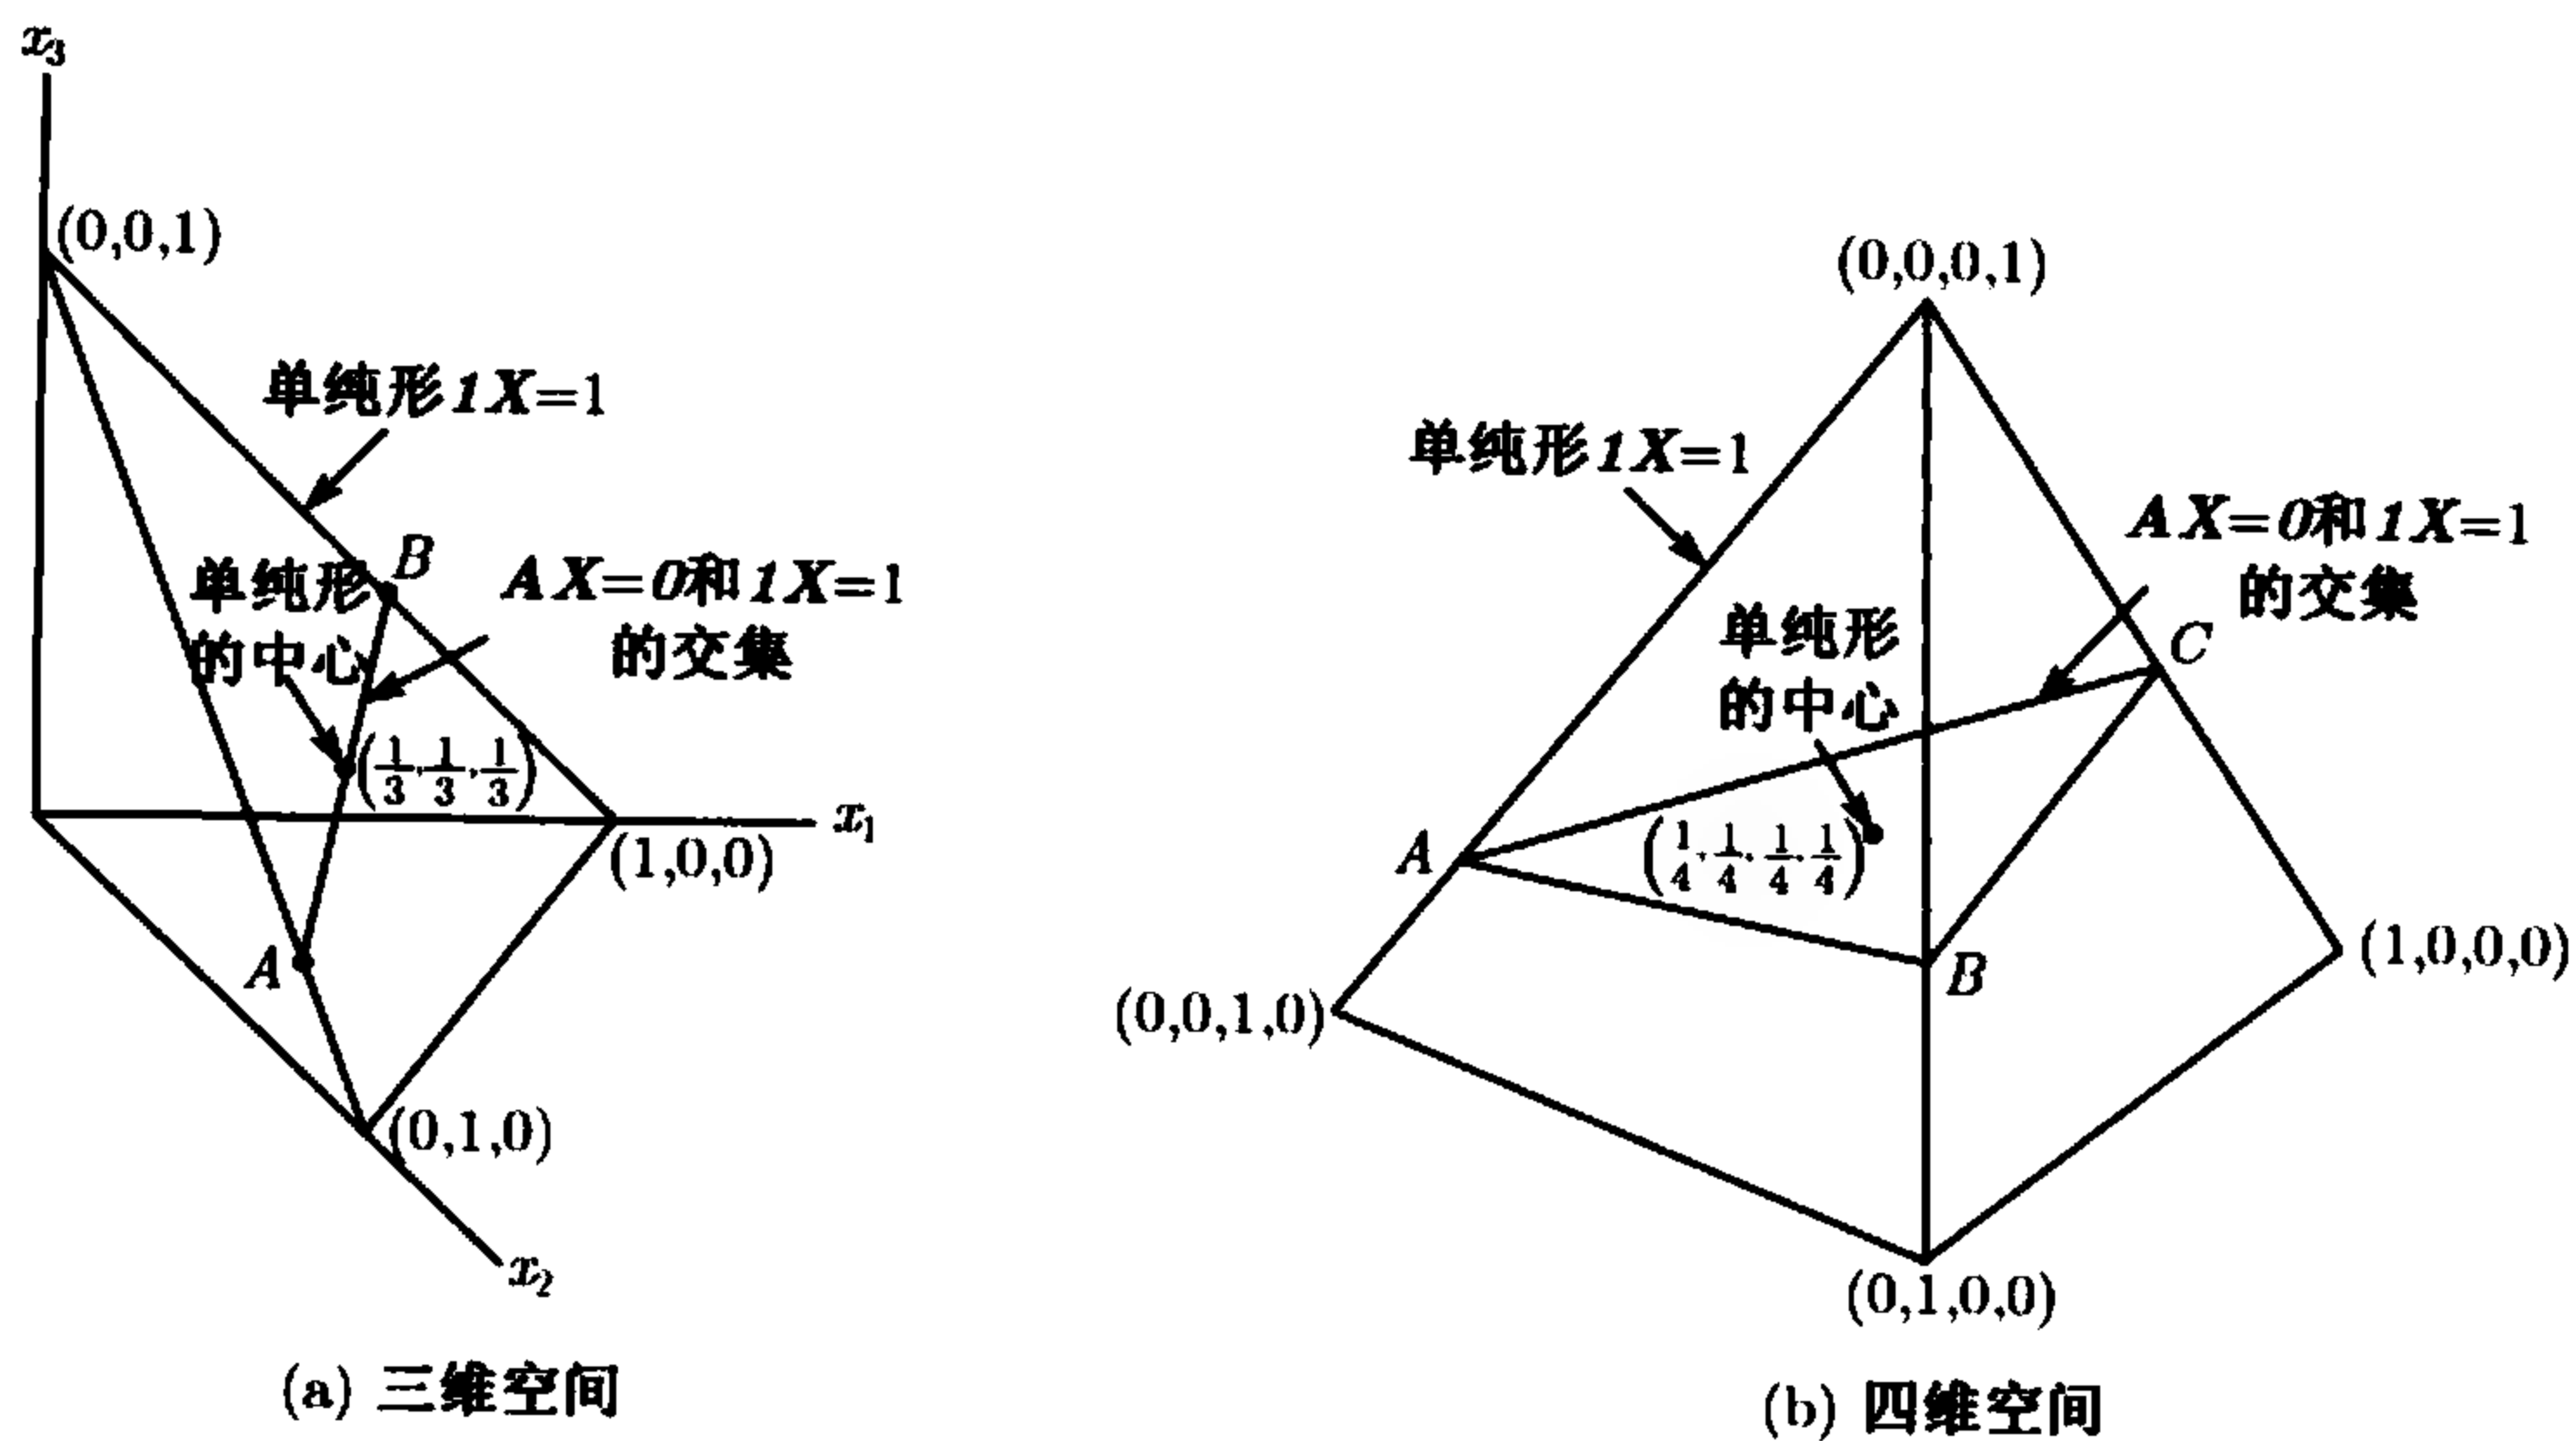 x₃
(0,0,1)
单纯形1X=1
B
单纯形
的中心
AX=0和1X=1
的交集
(1/3,1/3,1/3)
x₁
(1,0,0)
A
(0,1,0)
x₂
(a) 三维空间
(0,0,0,1)
单纯形1X=1
AX=0和1X=1
的交集
单纯形
的中心
C
A
(1/4,1/4,1/4,1/4)
B
(1,0,0,0)
(0,0,1,0)
(0,1,0,0)
(b) 四维空间